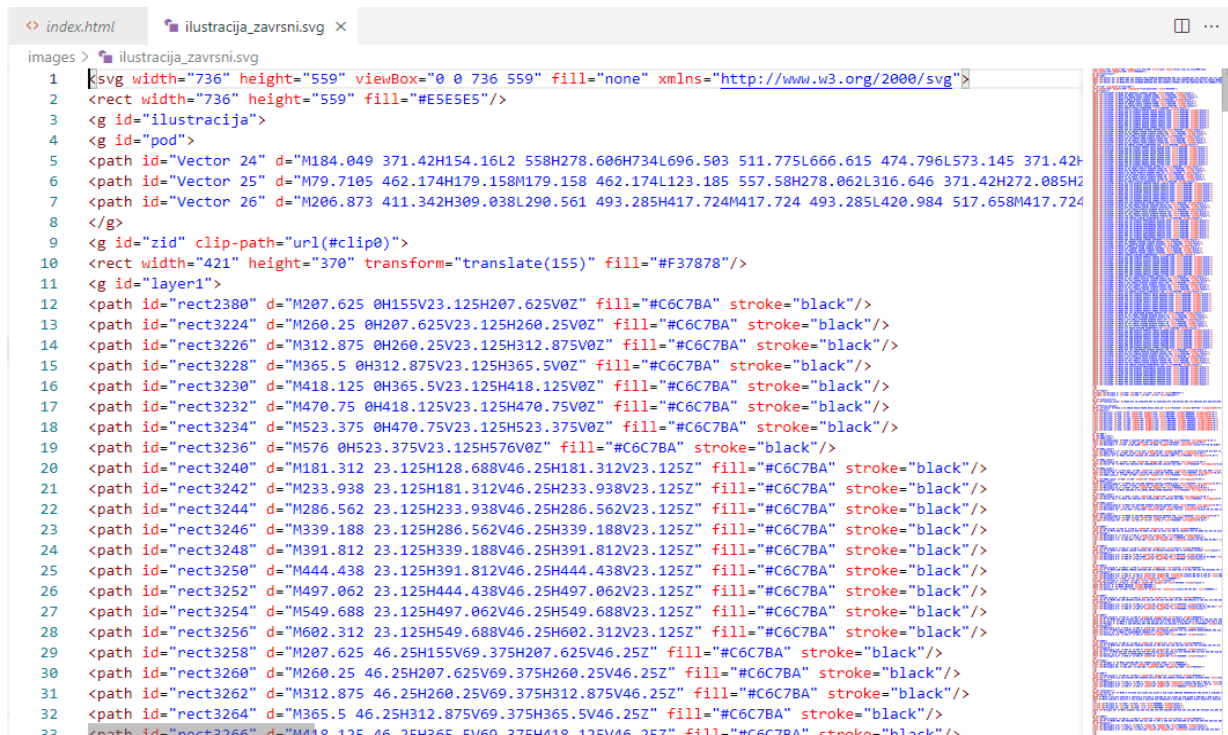 index.html
ilustracija_zavrsni.svg
images > ilustracija_zavrsni.svg
1 <svg width="736" height="559" viewBox="0 0 736 559" fill="none" xmlns="http://www.w3.org/2000/svg">
2 <rect width="736" height="559" fill="#E5E5E5"/>
3 <g id="ilustracija">
4 <g id="pod">
5 <path id="Vector 24" d="M184.049 371.42H154.16L2 558H278.606H734L696.503 511.775L666.615 474.796L573.145 371.42H
6 <path id="Vector 25" d="M79.7105 462.174H179.158M179.158 462.174L123.185 557.58H278.062L316.646 371.42H272.085H2
7 <path id="Vector 26" d="M206.873 411.342H309.038L290.561 493.285H417.724M417.724 493.285L420.984 517.658M417.724
8 </g>
9 <g id="zid" clip-path="url(#clip0)">
10 <rect width="421" height="370" transform="translate(155)" fill="#F37878"/>
11 <g id="layer1">
12 <path id="rect2380" d="M207.625 0H155V23.125H207.625V0Z" fill="#C6C7BA" stroke="black"/>
13 <path id="rect3224" d="M260.25 0H207.625V23.125H260.25V0Z" fill="#C6C7BA" stroke="black"/>
14 <path id="rect3226" d="M312.875 0H260.25V23.125H312.875V0Z" fill="#C6C7BA" stroke="black"/>
15 <path id="rect3228" d="M365.5 0H312.875V23.125H365.5V0Z" fill="#C6C7BA" stroke="black"/>
16 <path id="rect3230" d="M418.125 0H365.5V23.125H418.125V0Z" fill="#C6C7BA" stroke="black"/>
17 <path id="rect3232" d="M470.75 0H418.125V23.125H470.75V0Z" fill="#C6C7BA" stroke="black"/>
18 <path id="rect3234" d="M523.375 0H470.75V23.125H523.375V0Z" fill="#C6C7BA" stroke="black"/>
19 <path id="rect3236" d="M576 0H523.375V23.125H576V0Z" fill="#C6C7BA" stroke="black"/>
20 <path id="rect3240" d="M181.312 23.125H128.688V46.25H181.312V23.125Z" fill="#C6C7BA" stroke="black"/>
21 <path id="rect3242" d="M233.938 23.125H181.312V46.25H233.938V23.125Z" fill="#C6C7BA" stroke="black"/>
22 <path id="rect3244" d="M286.562 23.125H233.938V46.25H286.562V23.125Z" fill="#C6C7BA" stroke="black"/>
23 <path id="rect3246" d="M339.188 23.125H286.562V46.25H339.188V23.125Z" fill="#C6C7BA" stroke="black"/>
24 <path id="rect3248" d="M391.812 23.125H339.188V46.25H391.812V23.125Z" fill="#C6C7BA" stroke="black"/>
25 <path id="rect3250" d="M444.438 23.125H391.812V46.25H444.438V23.125Z" fill="#C6C7BA" stroke="black"/>
26 <path id="rect3252" d="M497.062 23.125H444.438V46.25H497.062V23.125Z" fill="#C6C7BA" stroke="black"/>
27 <path id="rect3254" d="M549.688 23.125H497.062V46.25H549.688V23.125Z" fill="#C6C7BA" stroke="black"/>
28 <path id="rect3256" d="M602.312 23.125H549.688V46.25H602.312V23.125Z" fill="#C6C7BA" stroke="black"/>
29 <path id="rect3258" d="M207.625 46.25H155V69.375H207.625V46.25Z" fill="#C6C7BA" stroke="black"/>
30 <path id="rect3260" d="M260.25 46.25H207.625V69.375H260.25V46.25Z" fill="#C6C7BA" stroke="black"/>
31 <path id="rect3262" d="M312.875 46.25H260.25V69.375H312.875V46.25Z" fill="#C6C7BA" stroke="black"/>
32 <path id="rect3264" d="M365.5 46.25H312.875V69.375H365.5V46.25Z" fill="#C6C7BA" stroke="black"/>
33 <path id="rect3266" d="M418.125 46.25H365.5V69.375H418.125V46.25Z" fill="#C6C7BA" stroke="black"/>